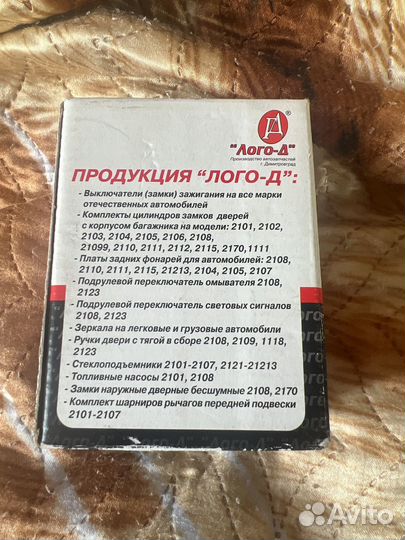 ®
"Лого-Д"
Производство автозапчастей
г. Димитровград
ПРОДУКЦИЯ "ЛОГО-Д":
- Выключатели (замки) зажигания на все марки
отечественных автомобилей
- Комплекты цилиндров замков дверей
с корпусом багажника на модели: 2101, 2102,
2103, 2104, 2105, 2106, 2108,
21099, 2110, 2111, 2112, 2115, 2170,1111
- Платы задних фонарей для автомобилей: 2108,
2110, 2111, 2115, 21213, 2104, 2105, 2107
- Подрулевой переключатель омывателя 2108,
2123
- Подрулевой переключатель световых сигналов
2108, 2123
- Зеркала на легковые и грузовые автомобили
- Ручки двери с тягой в сборе 2108, 2109, 1118,
2123
- Стеклоподъемники 2101-2107, 2121-21213
- Топливные насосы 2101, 2108
- Замки наружные дверные бесшумные 2108, 2170
- Комплект шарниров рычагов передней подвески
2101-2107
"Лого-Д"
Avito